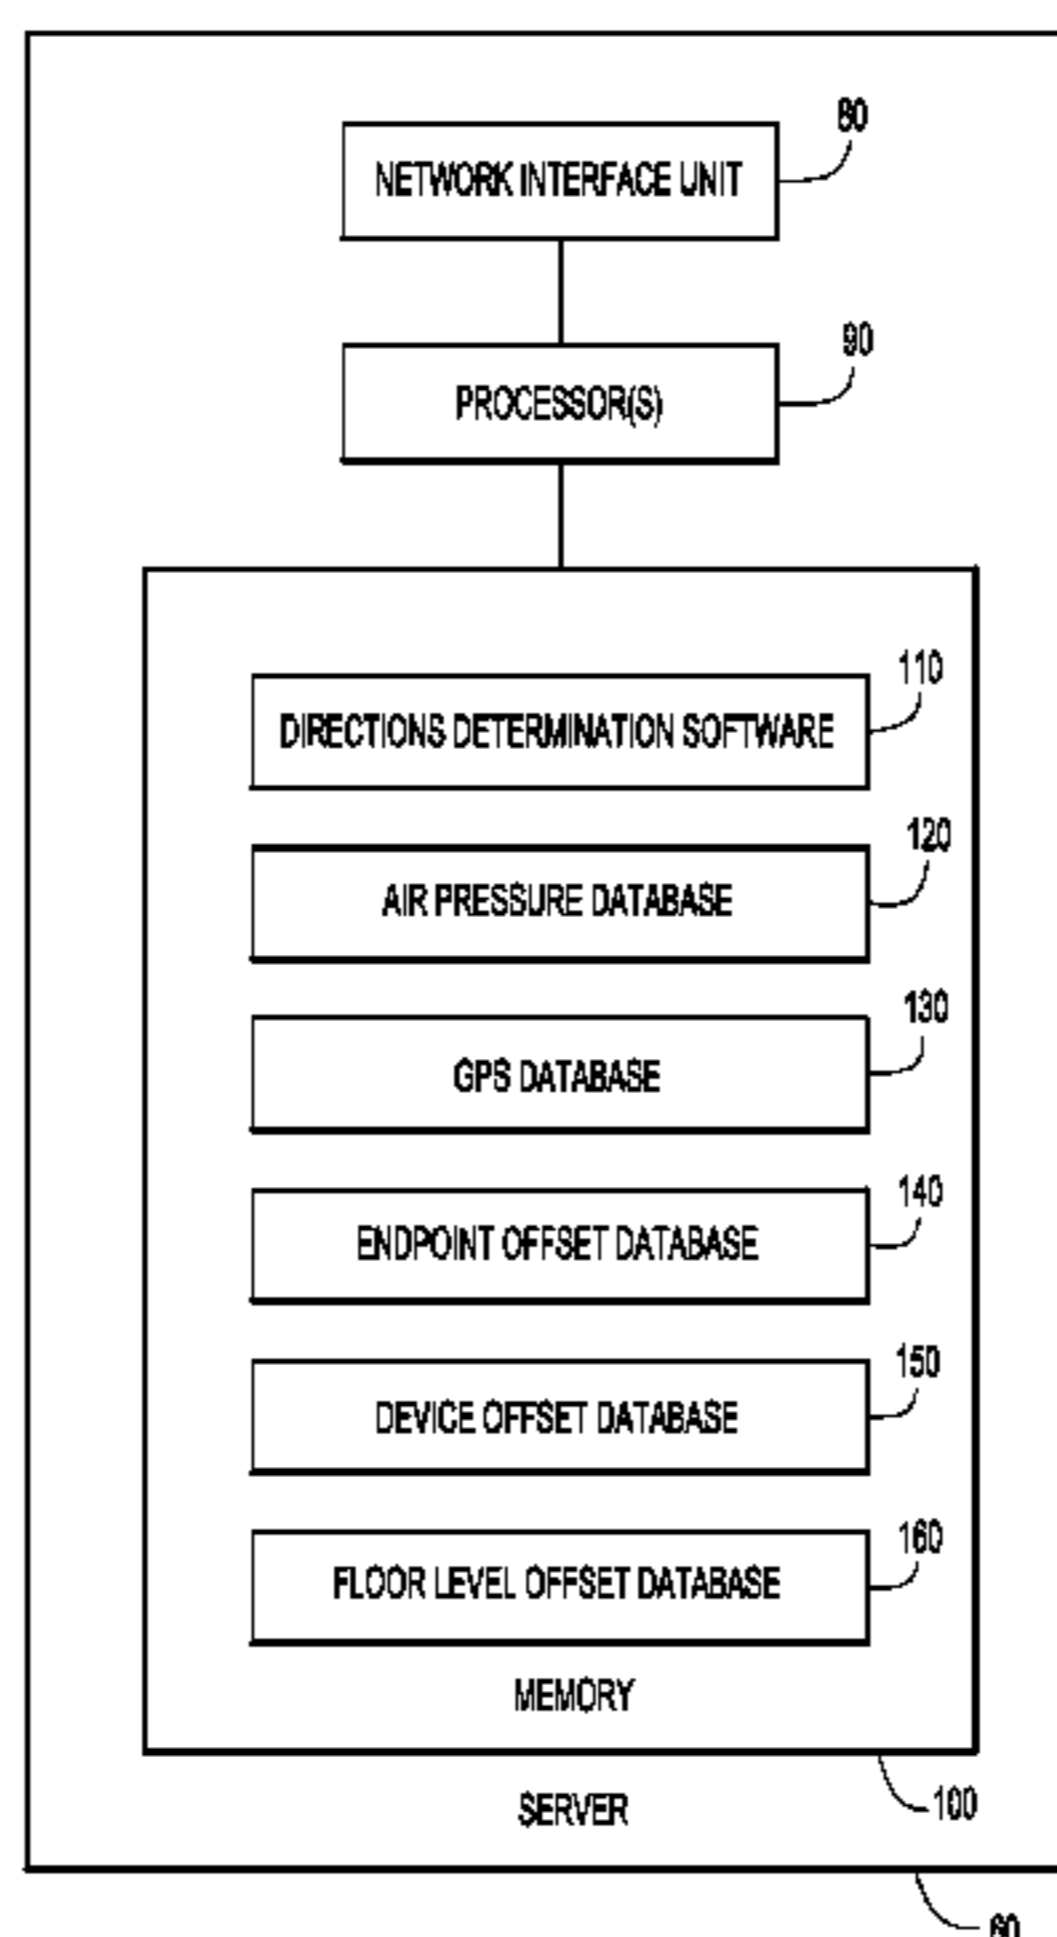 80
NETWORK INTERFACE UNIT
90
PROCESSOR(S)
110
DIRECTIONS DETERMINATION SOFTWARE
120
AIR PRESSURE DATABASE
130
GPS DATABASE
140
ENDPOINT OFFSET DATABASE
150
DEVICE OFFSET DATABASE
160
FLOOR LEVEL OFFSET DATABASE
MEMORY
100
SERVER